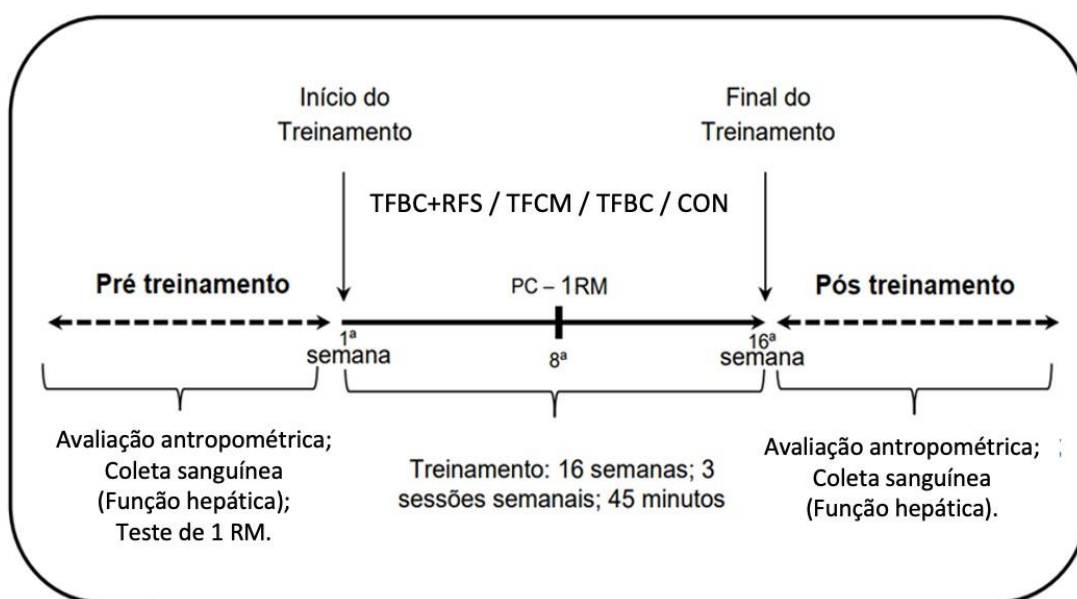 Início do
Treinamento
Final do
Treinamento
TFBC+RFS / TFCM / TFBC / CON
Pré treinamento
PC – 1RM
Pós treinamento
1ª
semana
8ª
16ª
semana
Avaliação antropométrica;
Coleta sanguínea
(Função hepática);
Teste de 1 RM.
Treinamento: 16 semanas; 3
sessões semanais; 45 minutos
Avaliação antropométrica;
Coleta sanguínea
(Função hepática).